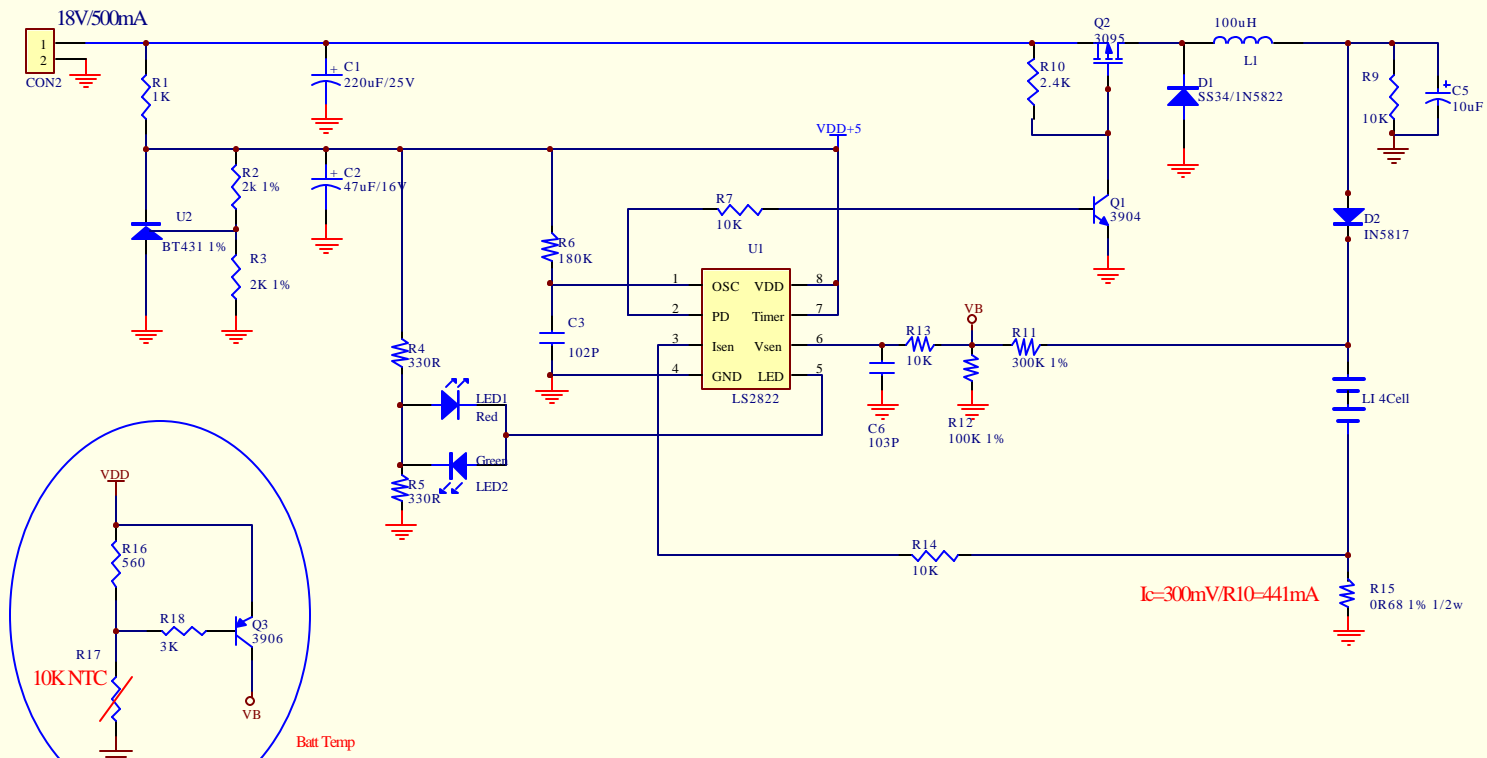 18V/500mA
1
2
CON2
R1
1K
C1
220uF/25V
Q2
3095
100uH
L1
R10
2.4K
D1
SS34/1N5822
R9
10K
C5
10uF
VDD+5
R2
2k 1%
C2
47uF/16V
U2
BT431 1%
R3
2K 1%
R7
10K
Q1
3904
D2
IN5817
R6
180K
U1
1
2
3
4
OSC
PD
Isen
GND
VDD
Timer
Vsen
LED
8
7
6
5
LS2822
C3
102P
VB
R13
10K
R11
300K 1%
C6
103P
R12
100K 1%
LI 4Cell
R4
330R
LED1
Red
Green
LED2
R5
330R
R14
10K
Ic=300mV/R10=441mA
R15
0R68 1% 1/2w
VDD
R16
560
R18
3K
Q3
3906
R17
10K NTC
VB
Batt Temp